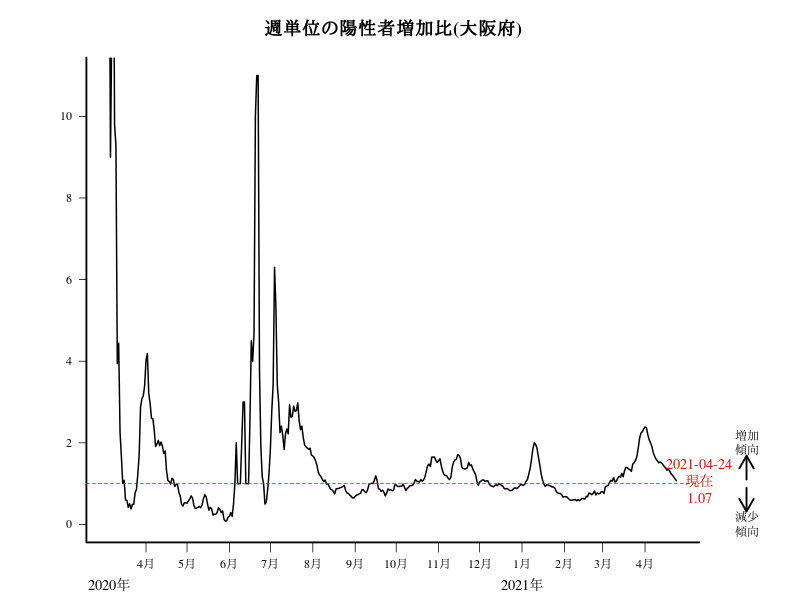 週単位の陽性者増加比(大阪府)
10
8
6
4
2
0
増加
傾向
2021-04-24
現在
1.07
減少
傾向
4月 5月 6月 7月 8月 9月 10月 11月 12月 1月 2月 3月 4月
2020年 2021年